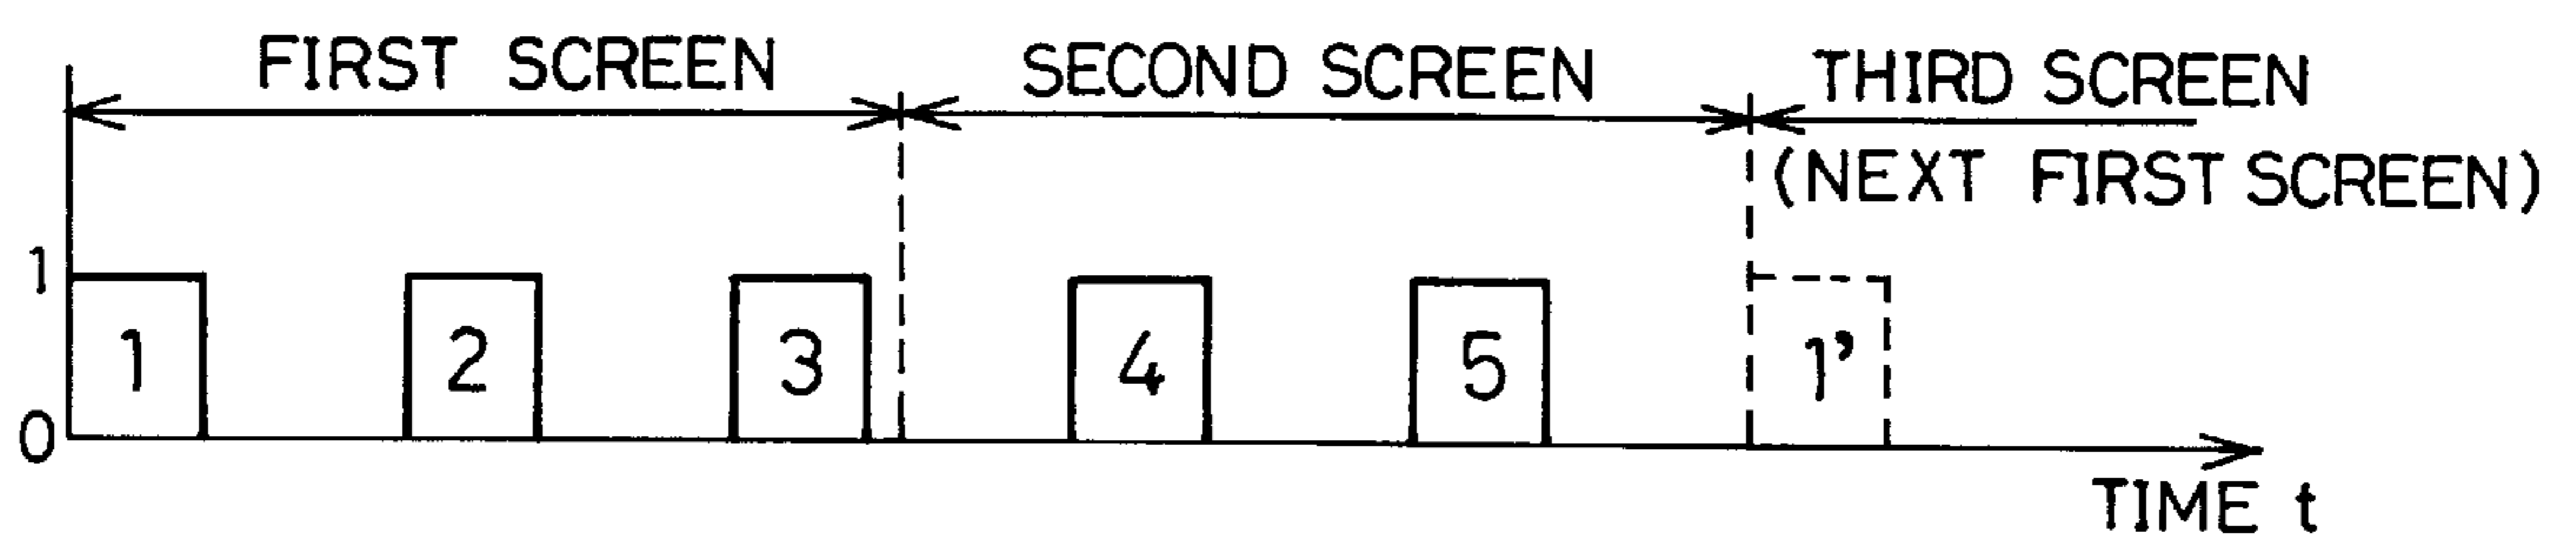 FIRST SCREEN SECOND SCREEN THIRD SCREEN
(NEXT FIRST SCREEN)
1
1 2 3 4 5 1’
0
TIME t